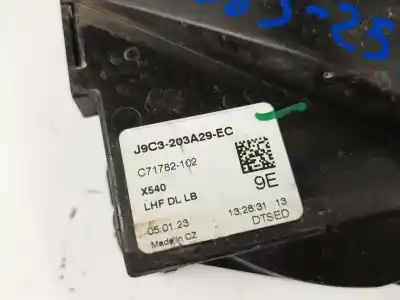 J9C3-203A29-EC
C71782-102
X540
LHF DL LB
9E
05.01.23
13:28:31 13
Made in CZ
DTSED